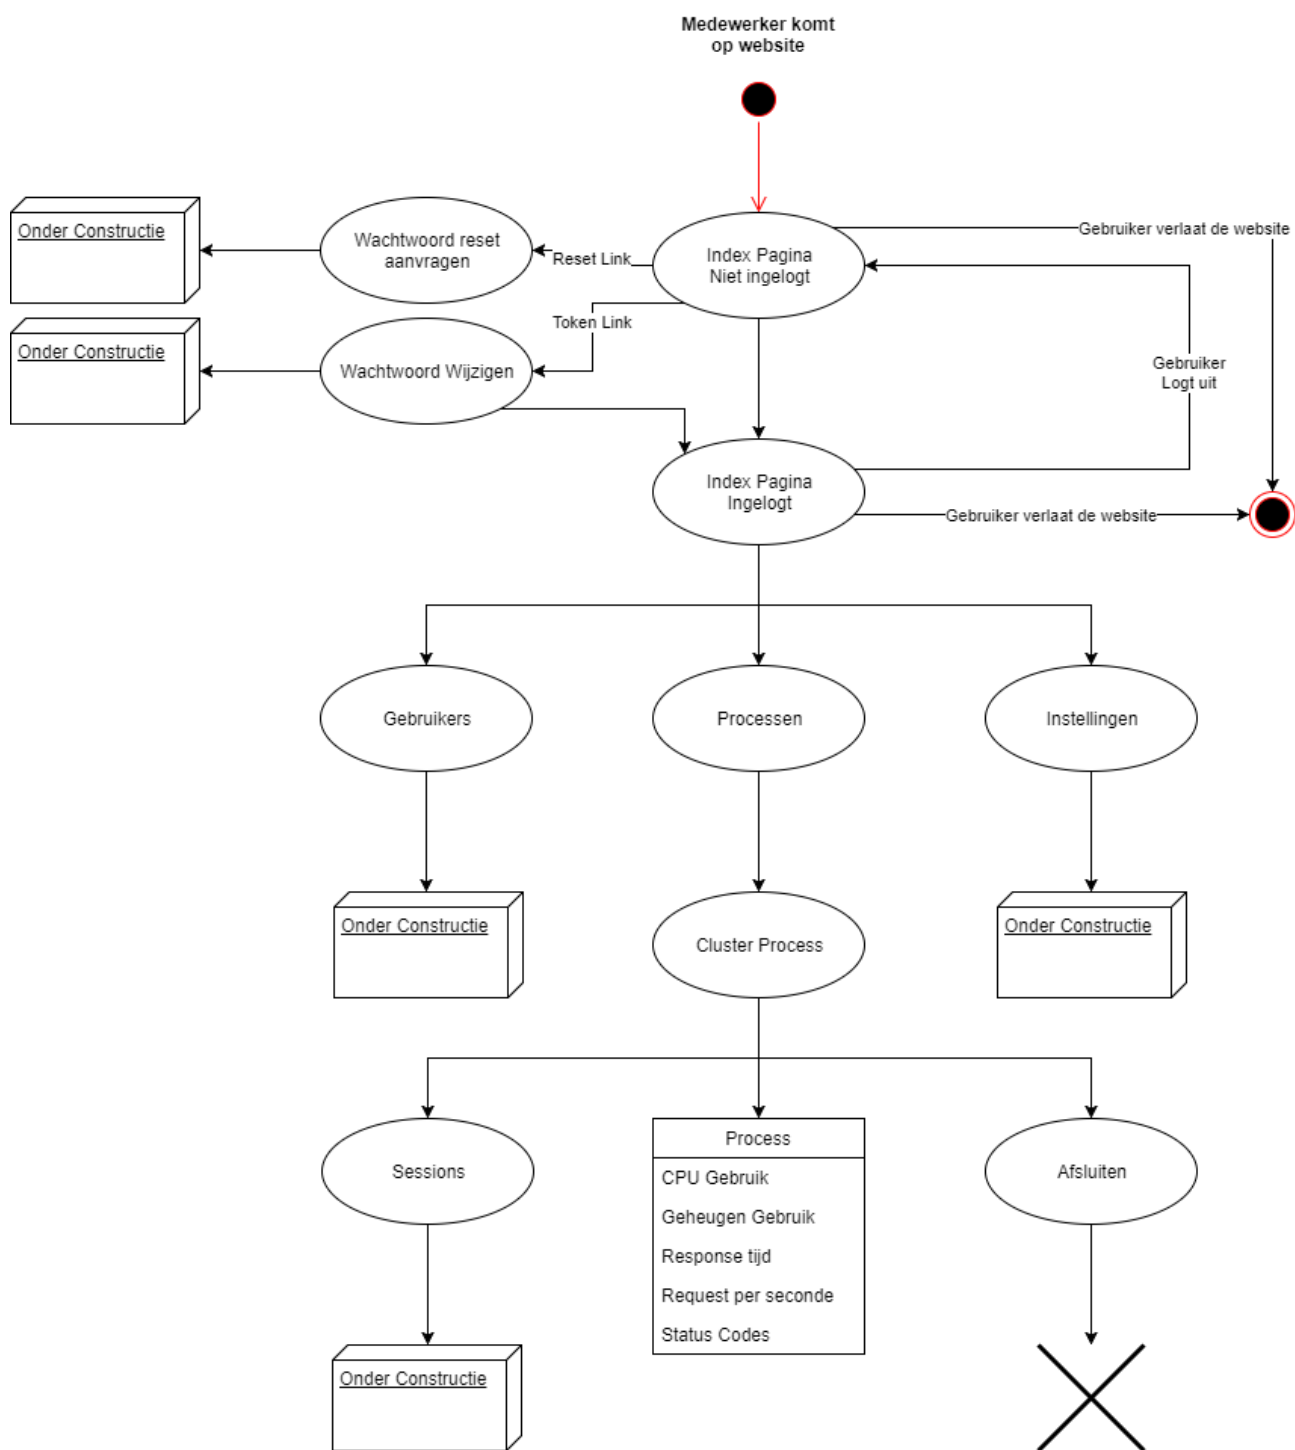 Medewerker komt
op website
Onder Constructie
Wachtwoord reset
aanvragen
Reset Link
Index Pagina
Niet ingelogt
Gebruiker verlaat de website
Token Link
Onder Constructie
Wachtwoord Wijzigen
Gebruiker
Logt uit
Index Pagina
Ingelogt
Gebruiker verlaat de website
Gebruikers
Processen
Instellingen
Onder Constructie
Cluster Process
Onder Constructie
Sessions
Process
CPU Gebruik
Geheugen Gebruik
Response tijd
Request per seconde
Status Codes
Afsluiten
Onder Constructie